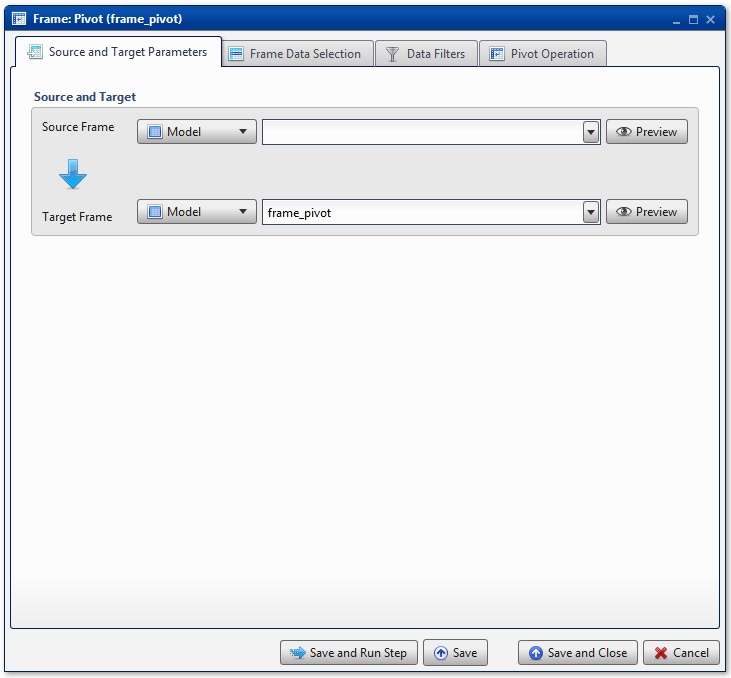 Frame: Pivot (frame_pivot)
Source and Target Parameters Frame Data Selection Data Filters Pivot Operation
Source and Target
Source Frame Model Preview
Target Frame Model frame_pivot Preview
Save and Run Step Save Save and Close Cancel